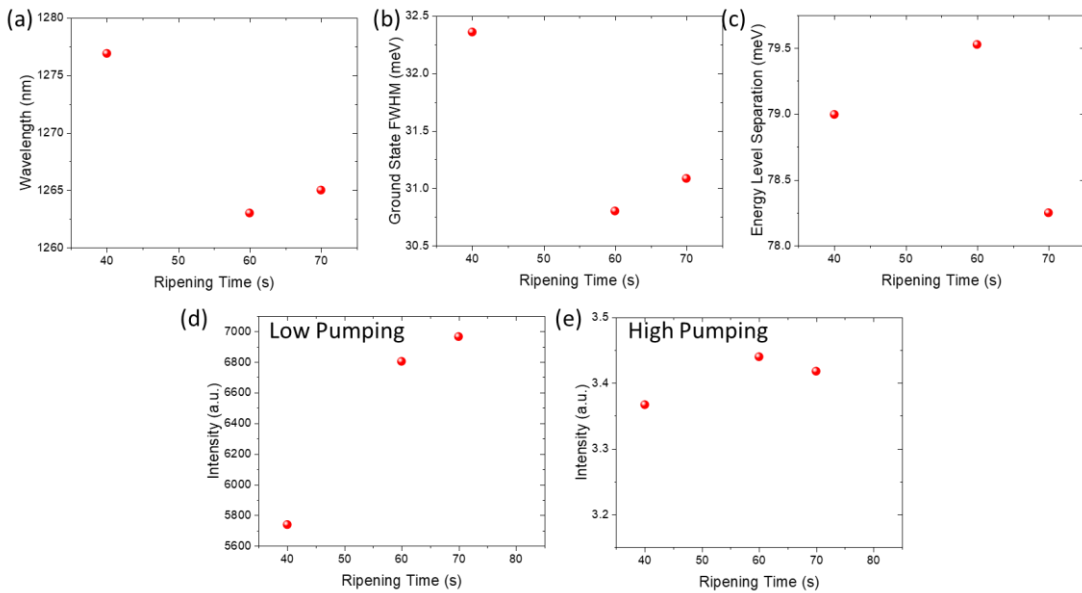 (a)
1280
1275
1270
1265
1260
Wavelength (nm)
40 50 60 70
Ripening Time (s)
(b)
32.5
32.0
31.5
31.0
30.5
Ground State FWHM (meV)
40 50 60 70
Ripening Time (s)
(c)
79.5
79.0
78.5
78.0
Energy Level Separation (meV)
40 50 60 70
Ripening Time (s)
(d)
Low Pumping
7000
6800
6600
6400
6200
6000
5800
5600
Intensity (a.u.)
40 50 60 70 80
Ripening Time (s)
(e)
High Pumping
3.5
3.4
3.3
3.2
Intensity (a.u.)
40 50 60 70 80
Ripening Time (s)